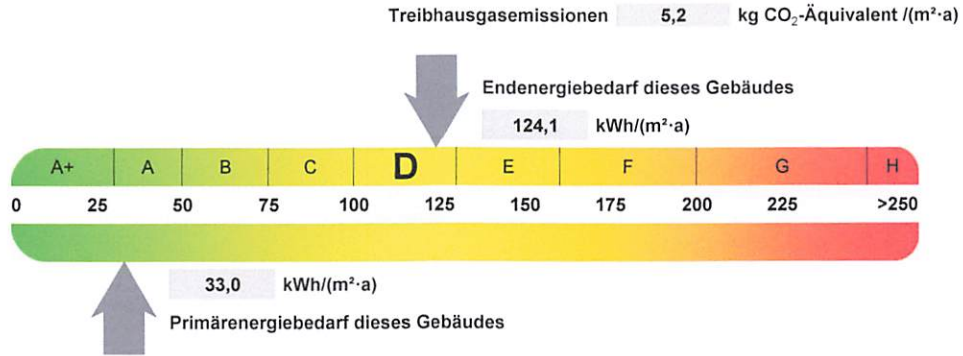 Treibhausgasemissionen 5,2 kg CO₂-Äquivalent /(m²·a)
Endenergiebedarf dieses Gebäudes
124,1 kWh/(m²·a)
A+ A B C D E F G H
0 25 50 75 100 125 150 175 200 225 >250
33,0 kWh/(m²·a)
Primärenergiebedarf dieses Gebäudes